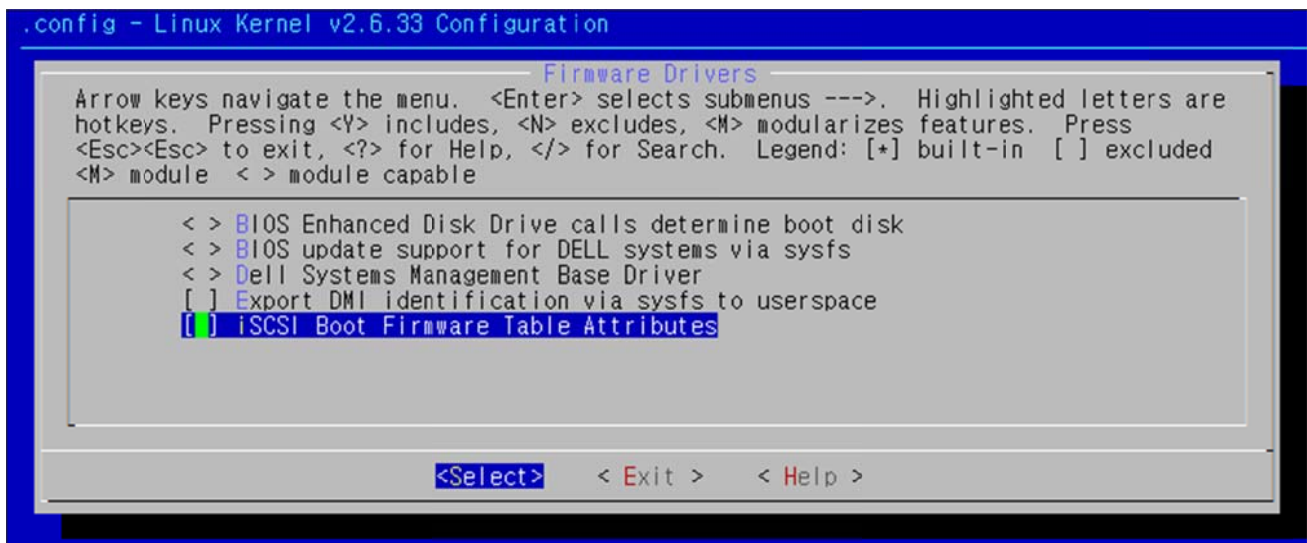 .config - Linux Kernel v2.6.33 Configuration
Firmware Drivers
Arrow keys navigate the menu.  <Enter> selects submenus --->.  Highlighted letters are
hotkeys.  Pressing <Y> includes, <N> excludes, <M> modularizes features.  Press
<Esc><Esc> to exit, <?> for Help, </> for Search.  Legend: [*] built-in  [ ] excluded
<M> module  < > module capable
< > BIOS Enhanced Disk Drive calls determine boot disk
< > BIOS update support for DELL systems via sysfs
< > Dell Systems Management Base Driver
[ ] Export DMI identification via sysfs to userspace
[ ] iSCSI Boot Firmware Table Attributes
<Select>    < Exit >    < Help >